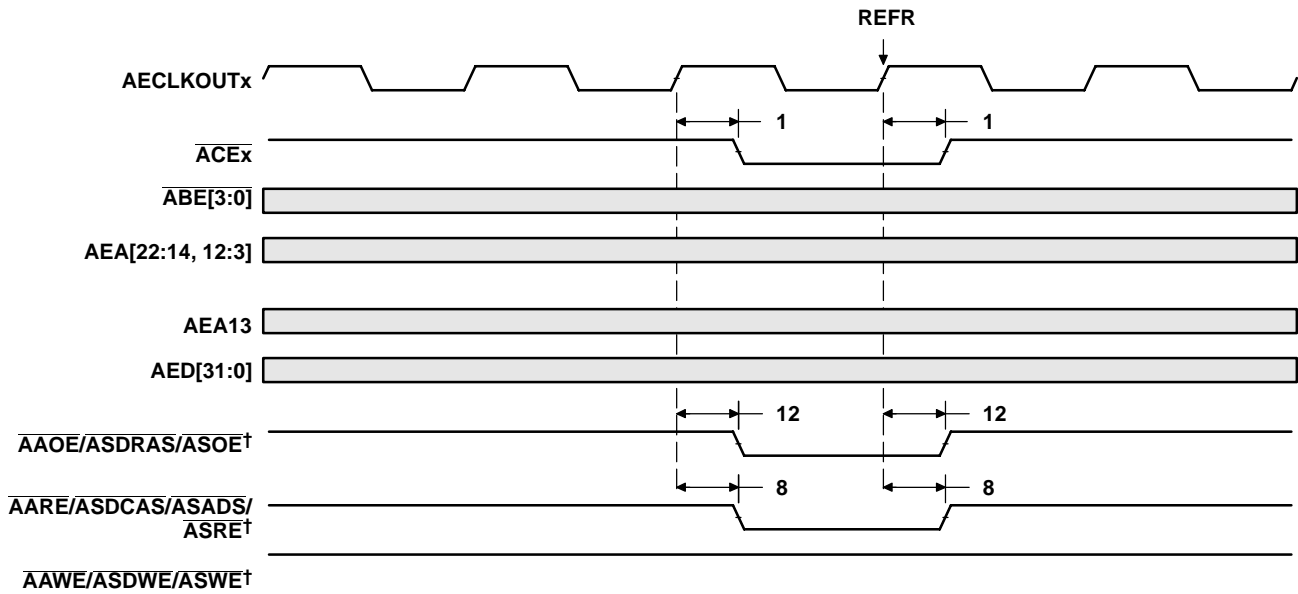 REFR
AECLKOUTx
1 1
ACEx
ABE[3:0]
AEA[22:14, 12:3]
AEA13
AED[31:0]
12 12
AAOE/ASDRAS/ASOE†
8 8
AARE/ASDCAS/ASADS/
ASRE†
AAWE/ASDWE/ASWE†